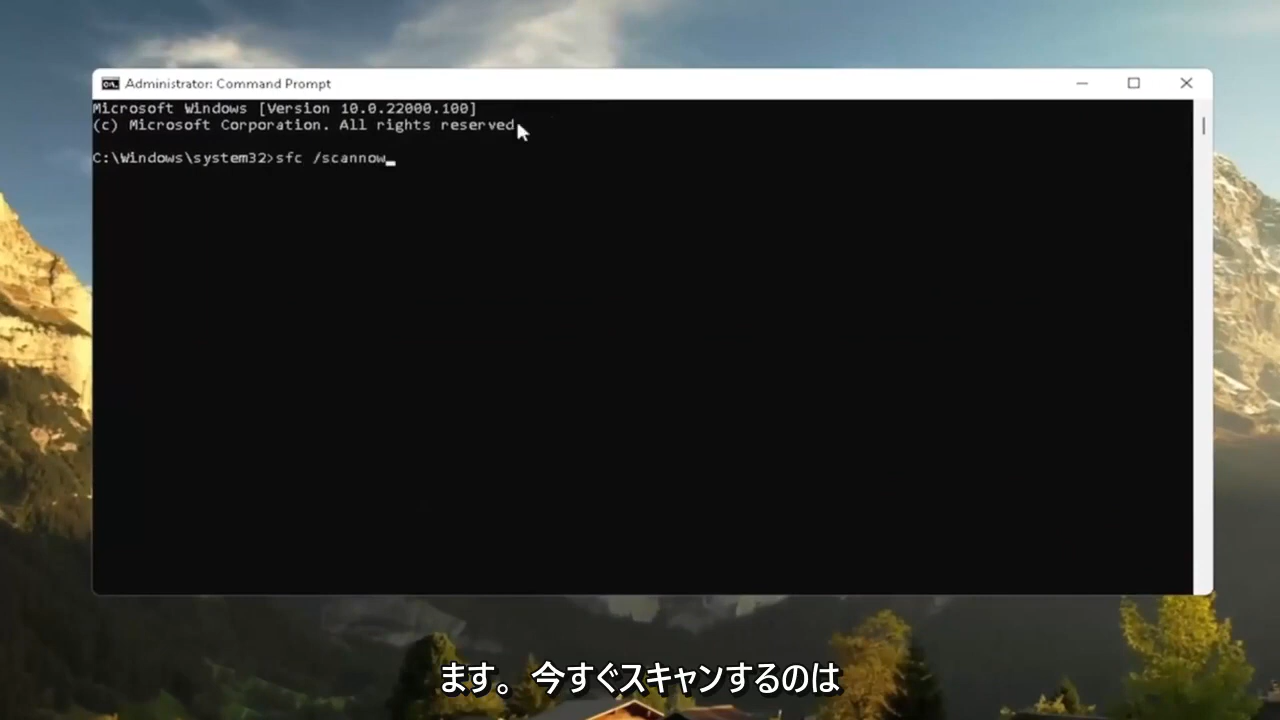 Administrator: Command Prompt
Microsoft Windows [Version 10.0.22000.100]
(c) Microsoft Corporation. All rights reserved.
C:\Windows\system32>sfc /scannow
ます。 今すぐスキャンするのは